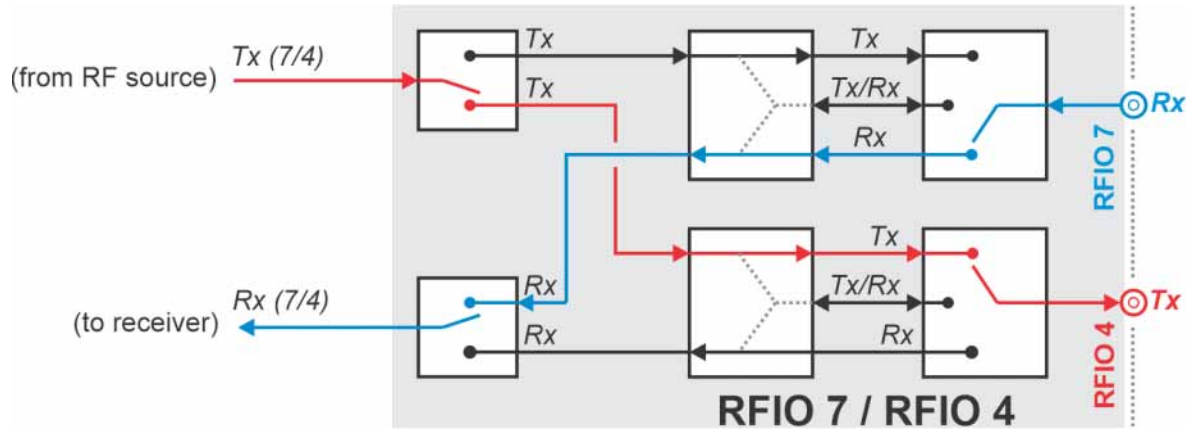 Tx (7/4)
(from RF source)
Tx
Tx
Tx
Tx/Rx
Rx
Rx
RFIO 7
Rx (7/4)
(to receiver)
Rx
Rx
Tx
Tx/Rx
Rx
Tx
RFIO 4
RFIO 7 / RFIO 4